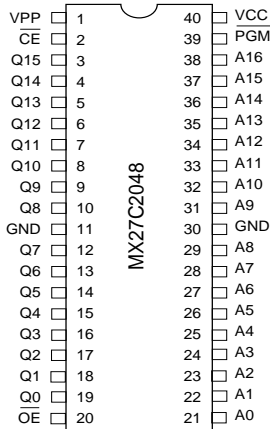 VPP 1 40 VCC
CE 2 39 PGM
Q15 3 38 A16
Q14 4 37 A15
Q13 5 36 A14
Q12 6 35 A13
Q11 7 34 A12
Q10 8 33 A11
Q9 9 32 A10
Q8 10 31 A9
GND 11 30 GND
Q7 12 29 A8
Q6 13 28 A7
Q5 14 27 A6
Q4 15 26 A5
Q3 16 25 A4
Q2 17 24 A3
Q1 18 23 A2
Q0 19 22 A1
OE 20 21 A0
MX27C2048